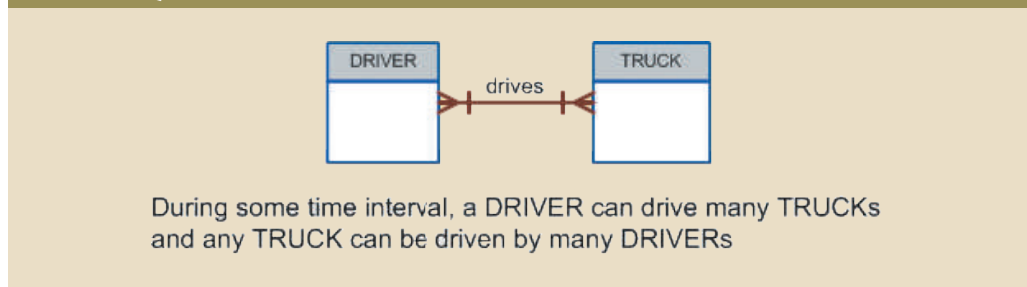 DRIVER
TRUCK
drives
During some time interval, a DRIVER can drive many TRUCKs
and any TRUCK can be driven by many DRIVERs